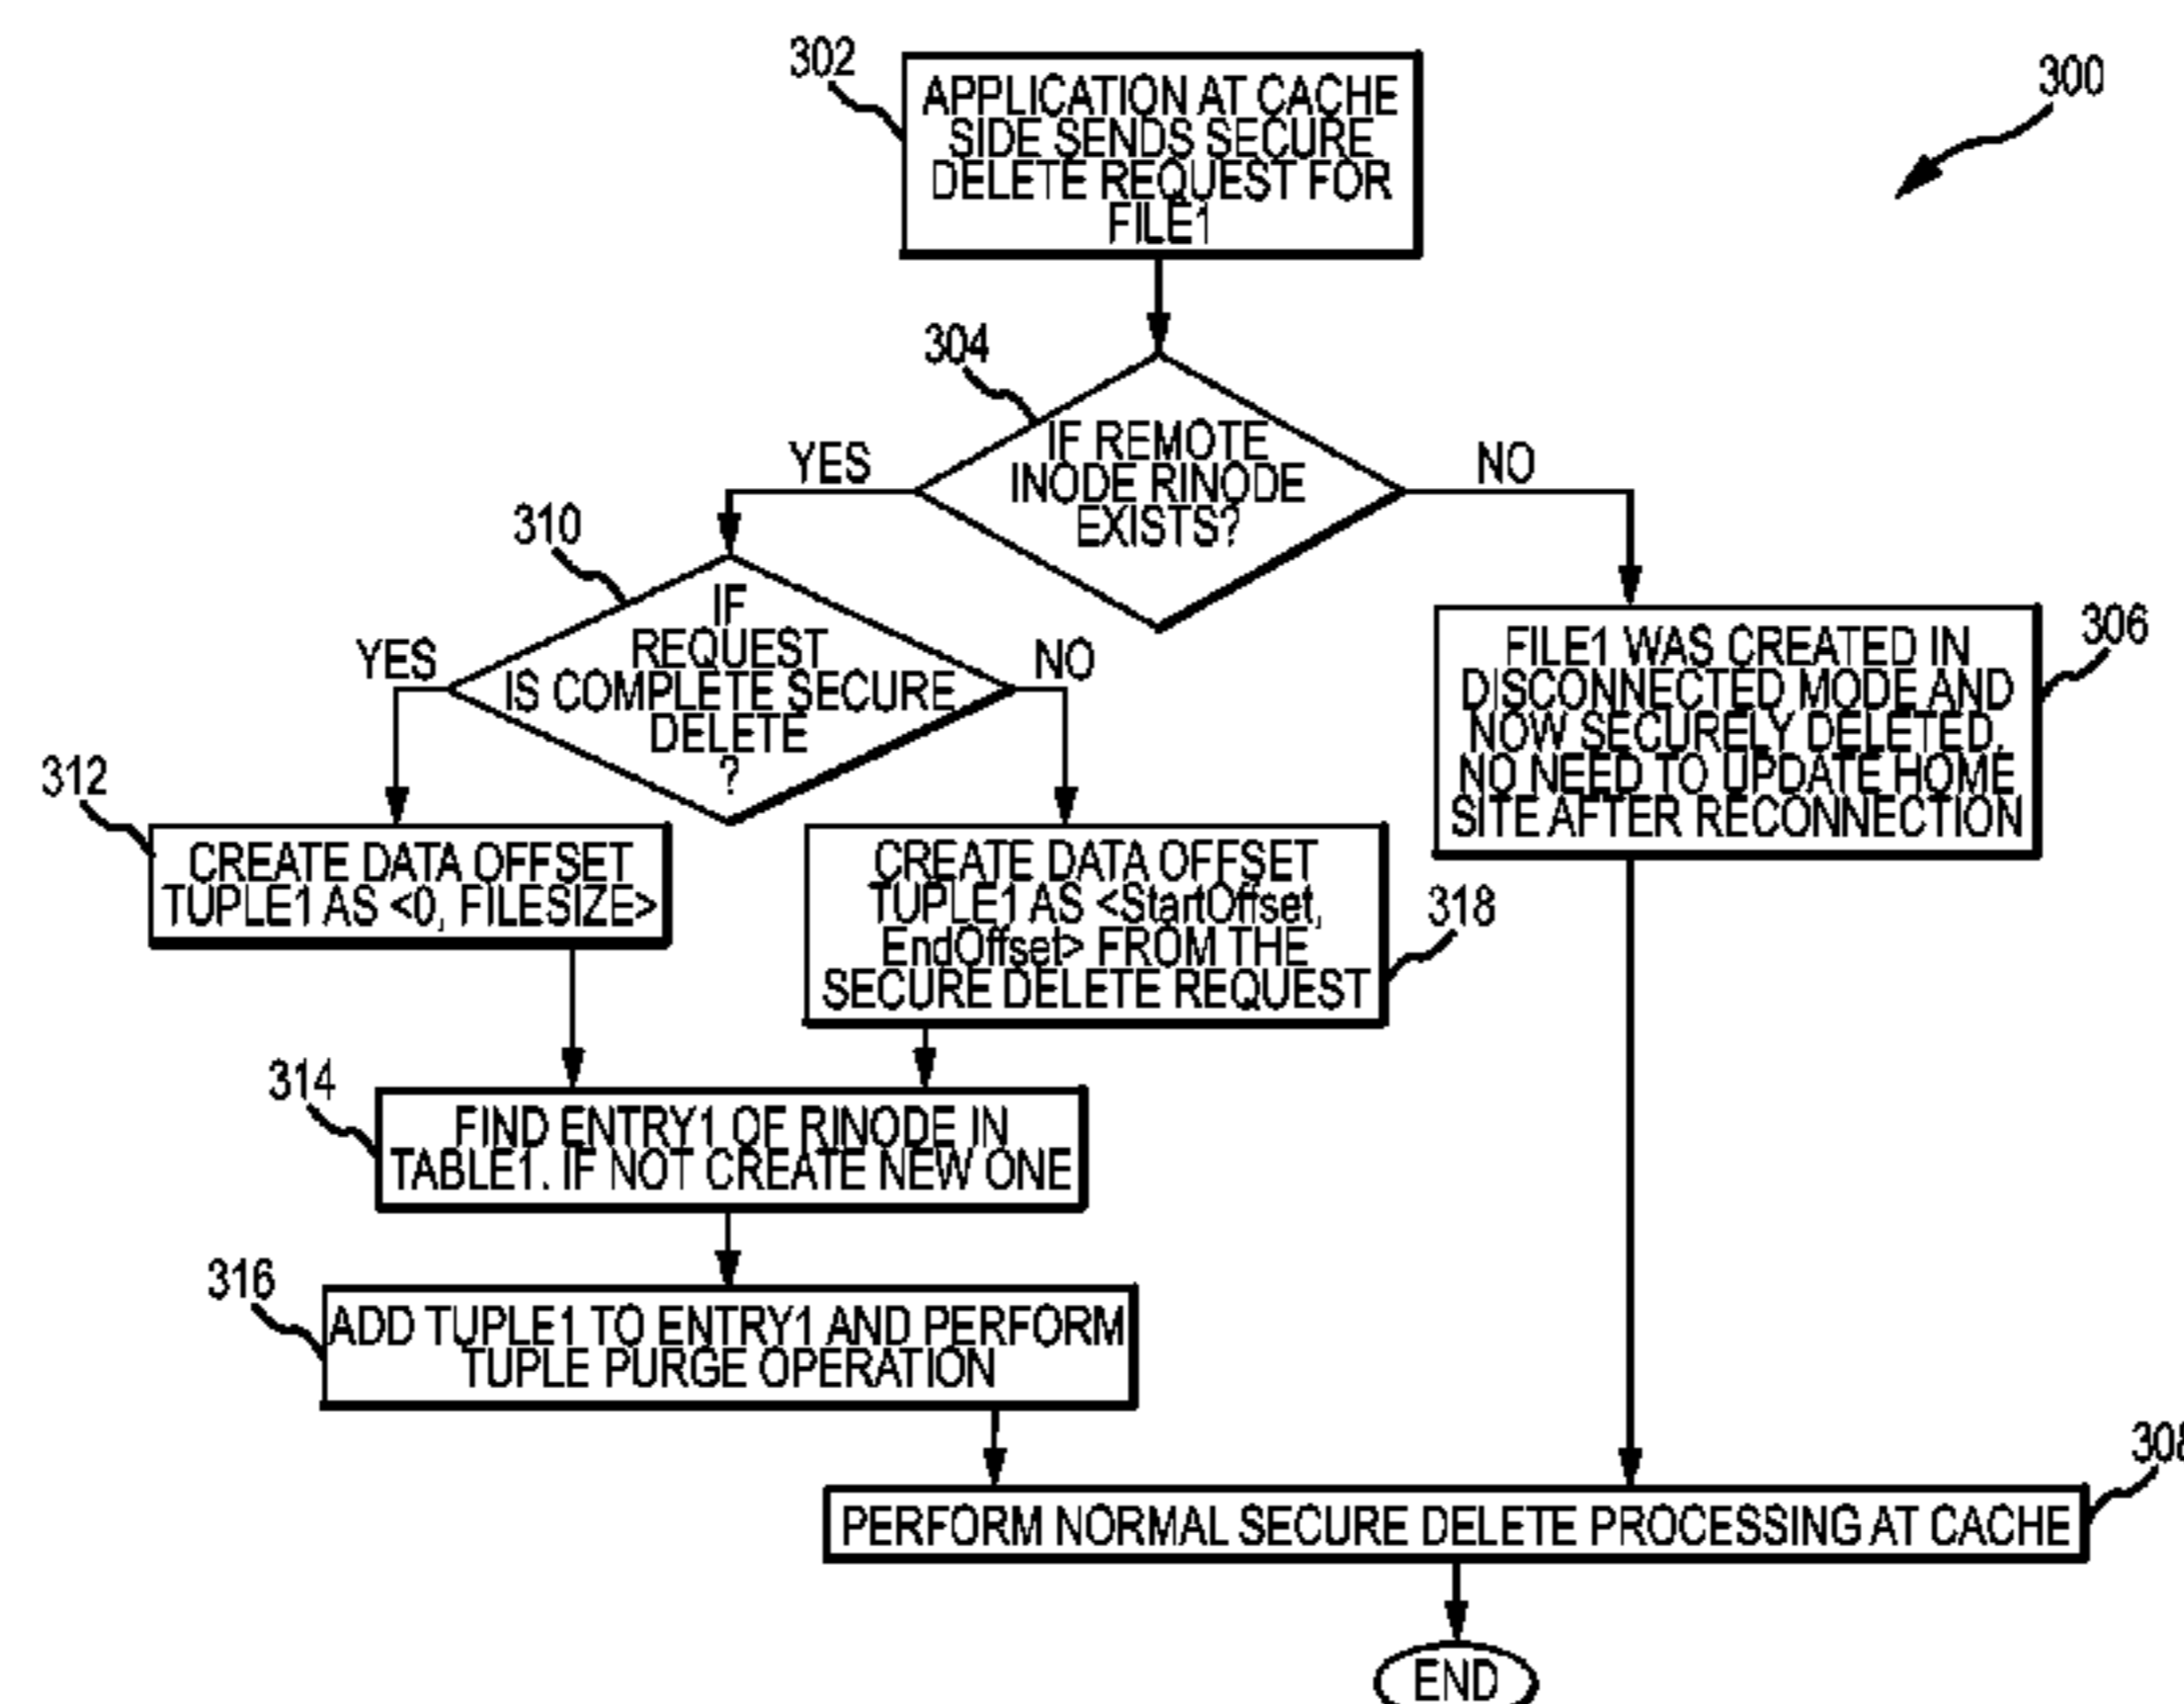 302
APPLICATION AT CACHE
SIDE SENDS SECURE
DELETE REQUEST FOR
FILE1
300
304
IF REMOTE
INODE RINODE
EXISTS?
YES
NO
310
IF
REQUEST
IS COMPLETE SECURE
DELETE
?
YES
NO
306
FILE1 WAS CREATED IN
DISCONNECTED MODE AND
NOW SECURELY DELETED.
NO NEED TO UPDATE HOME
SITE AFTER RECONNECTION
312
CREATE DATA OFFSET
TUPLE1 AS <0, FILESIZE>
CREATE DATA OFFSET
TUPLE1 AS <StartOffset,
EndOffset> FROM THE
SECURE DELETE REQUEST
318
314
FIND ENTRY1 OF RINODE IN
TABLE1. IF NOT CREATE NEW ONE
316
ADD TUPLE1 TO ENTRY1 AND PERFORM
TUPLE PURGE OPERATION
308
PERFORM NORMAL SECURE DELETE PROCESSING AT CACHE
END